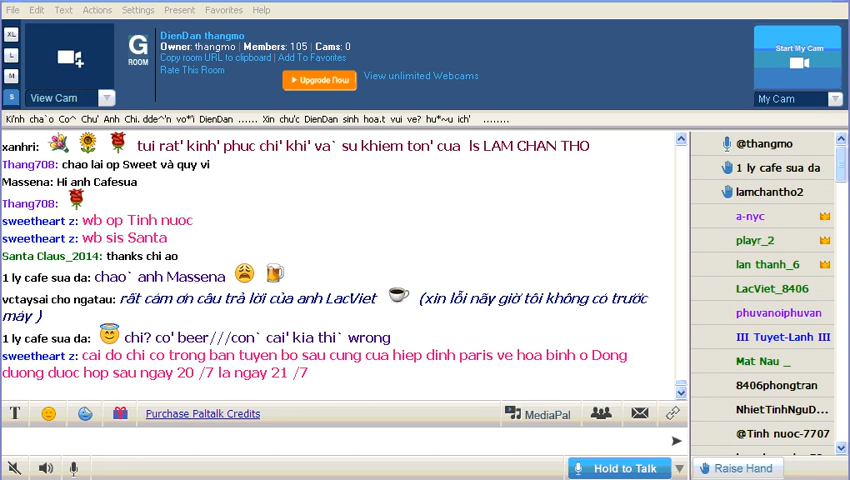 File Edit Text Actions Settings Present Favorites Help
XL
L
M
S
View Cam
G
ROOM
DienDan thangmo
Owner: thangmo | Members: 105 | Cams: 0
Copy room URL to clipboard | Add To Favorites
Rate This Room
Upgrade Now
View unlimited Webcams
Start My Cam
My Cam
Ki'nh cha`o Co^ Chu' Anh Chi. dde^'n vo*'i DienDan ...... Xin chu'c DienDan sinh hoa.t vui ve? hu*~u ich' ........
xanhri: tui rat' kinh' phuc chi' khi' va` su khiem ton' cua ls LAM CHAN THO
Thang708: chao lai op Sweet và quy vi
Massena: Hi anh Cafesua
Thang708:
sweetheart z: wb op Tinh nuoc
sweetheart z: wb sis Santa
Santa Claus_2014: thanks chi ao
1 ly cafe sua da: chao` anh Massena
vctaysai cho ngatau: rất cám ơn câu trả lời của anh LacViet (xin lỗi nãy giờ tôi không có trước
máy )
1 ly cafe sua da: chi? co' beer///con` cai' kia thi` wrong
sweetheart z: cai do chi co trong ban tuyen bo sau cung cua hiep dinh paris ve hoa binh o Dong
duong duoc hop sau ngay 20 /7 la ngay 21 /7
@thangmo
1 ly cafe sua da
lamchantho2
a-nyc
playr_2
lan thanh_6
LacViet_8406
phuvanoiphuvan
III Tuyet-Lanh III
Mat Nau _
8406phongtran
NhietTinhNguD...
@Tinh nuoc-7707
T
Purchase Paltalk Credits
MediaPal
Hold to Talk
Raise Hand